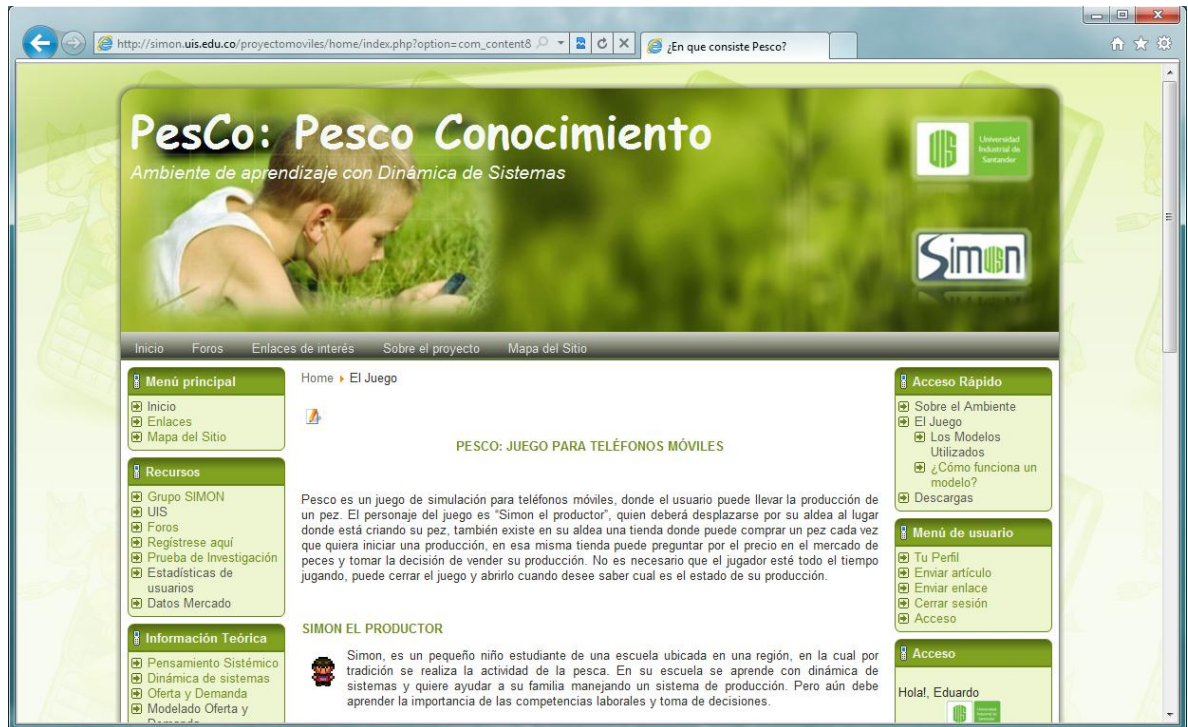 http://simon.uis.edu.co/proyectomoviles/home/index.php?option=com_content8
¿En que consiste Pesco?
PesCo: Pesco Conocimiento
Ambiente de aprendizaje con Dinámica de Sistemas
Universidad
Industrial de
Santander
Simon
Inicio Foros Enlaces de interés Sobre el proyecto Mapa del Sitio
Menú principal
Inicio
Enlaces
Mapa del Sitio
Recursos
Grupo SIMON
UIS
Foros
Regístrese aquí
Prueba de Investigación
Estadísticas de
usuarios
Datos Mercado
Información Teórica
Pensamiento Sistémico
Dinámica de sistemas
Oferta y Demanda
Modelado Oferta y
Demanda
Home El Juego
PESCO: JUEGO PARA TELÉFONOS MÓVILES
Pesco es un juego de simulación para teléfonos móviles, donde el usuario puede llevar la producción de
un pez. El personaje del juego es "Simon el productor", quien deberá desplazarse por su aldea al lugar
donde está criando su pez, también existe en su aldea una tienda donde puede comprar un pez cada vez
que quiera iniciar una producción, en esa misma tienda puede preguntar por el precio en el mercado de
peces y tomar la decisión de vender su producción. No es necesario que el jugador esté todo el tiempo
jugando, puede cerrar el juego y abrirlo cuando desee saber cual es el estado de su producción.
SIMON EL PRODUCTOR
Simon, es un pequeño niño estudiante de una escuela ubicada en una región, en la cual por
tradición se realiza la actividad de la pesca. En su escuela se aprende con dinámica de
sistemas y quiere ayudar a su familia manejando un sistema de producción. Pero aún debe
aprender la importancia de las competencias laborales y toma de decisiones.
Acceso Rápido
Sobre el Ambiente
El Juego
Los Modelos
Utilizados
¿Cómo funciona un
modelo?
Descargas
Menú de usuario
Tu Perfil
Enviar artículo
Enviar enlace
Cerrar sesión
Acceso
Acceso
Hola!, Eduardo